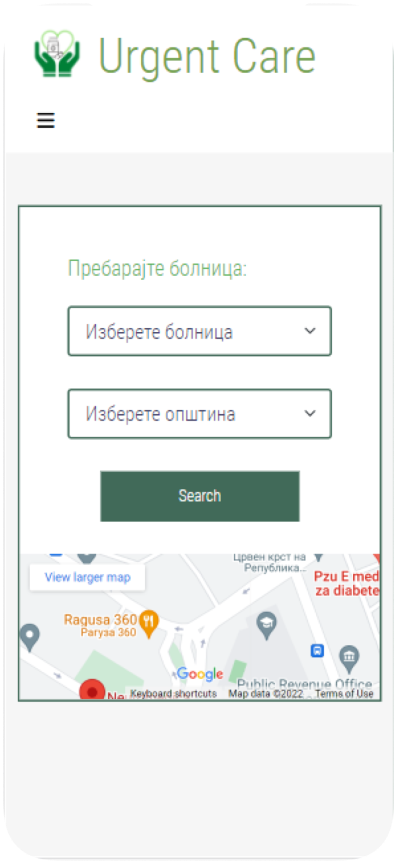 Urgent Care
Пребарајте болница:
Изберете болница
Изберете општина
Search
Црвен крст на
Република...
View larger map
Pzu E med
za diabete
Ragusa 360
Рагуза 360
Google
Public Revenue Office
Ne
Keyboard shortcuts
Map data ©2022
Terms of Use